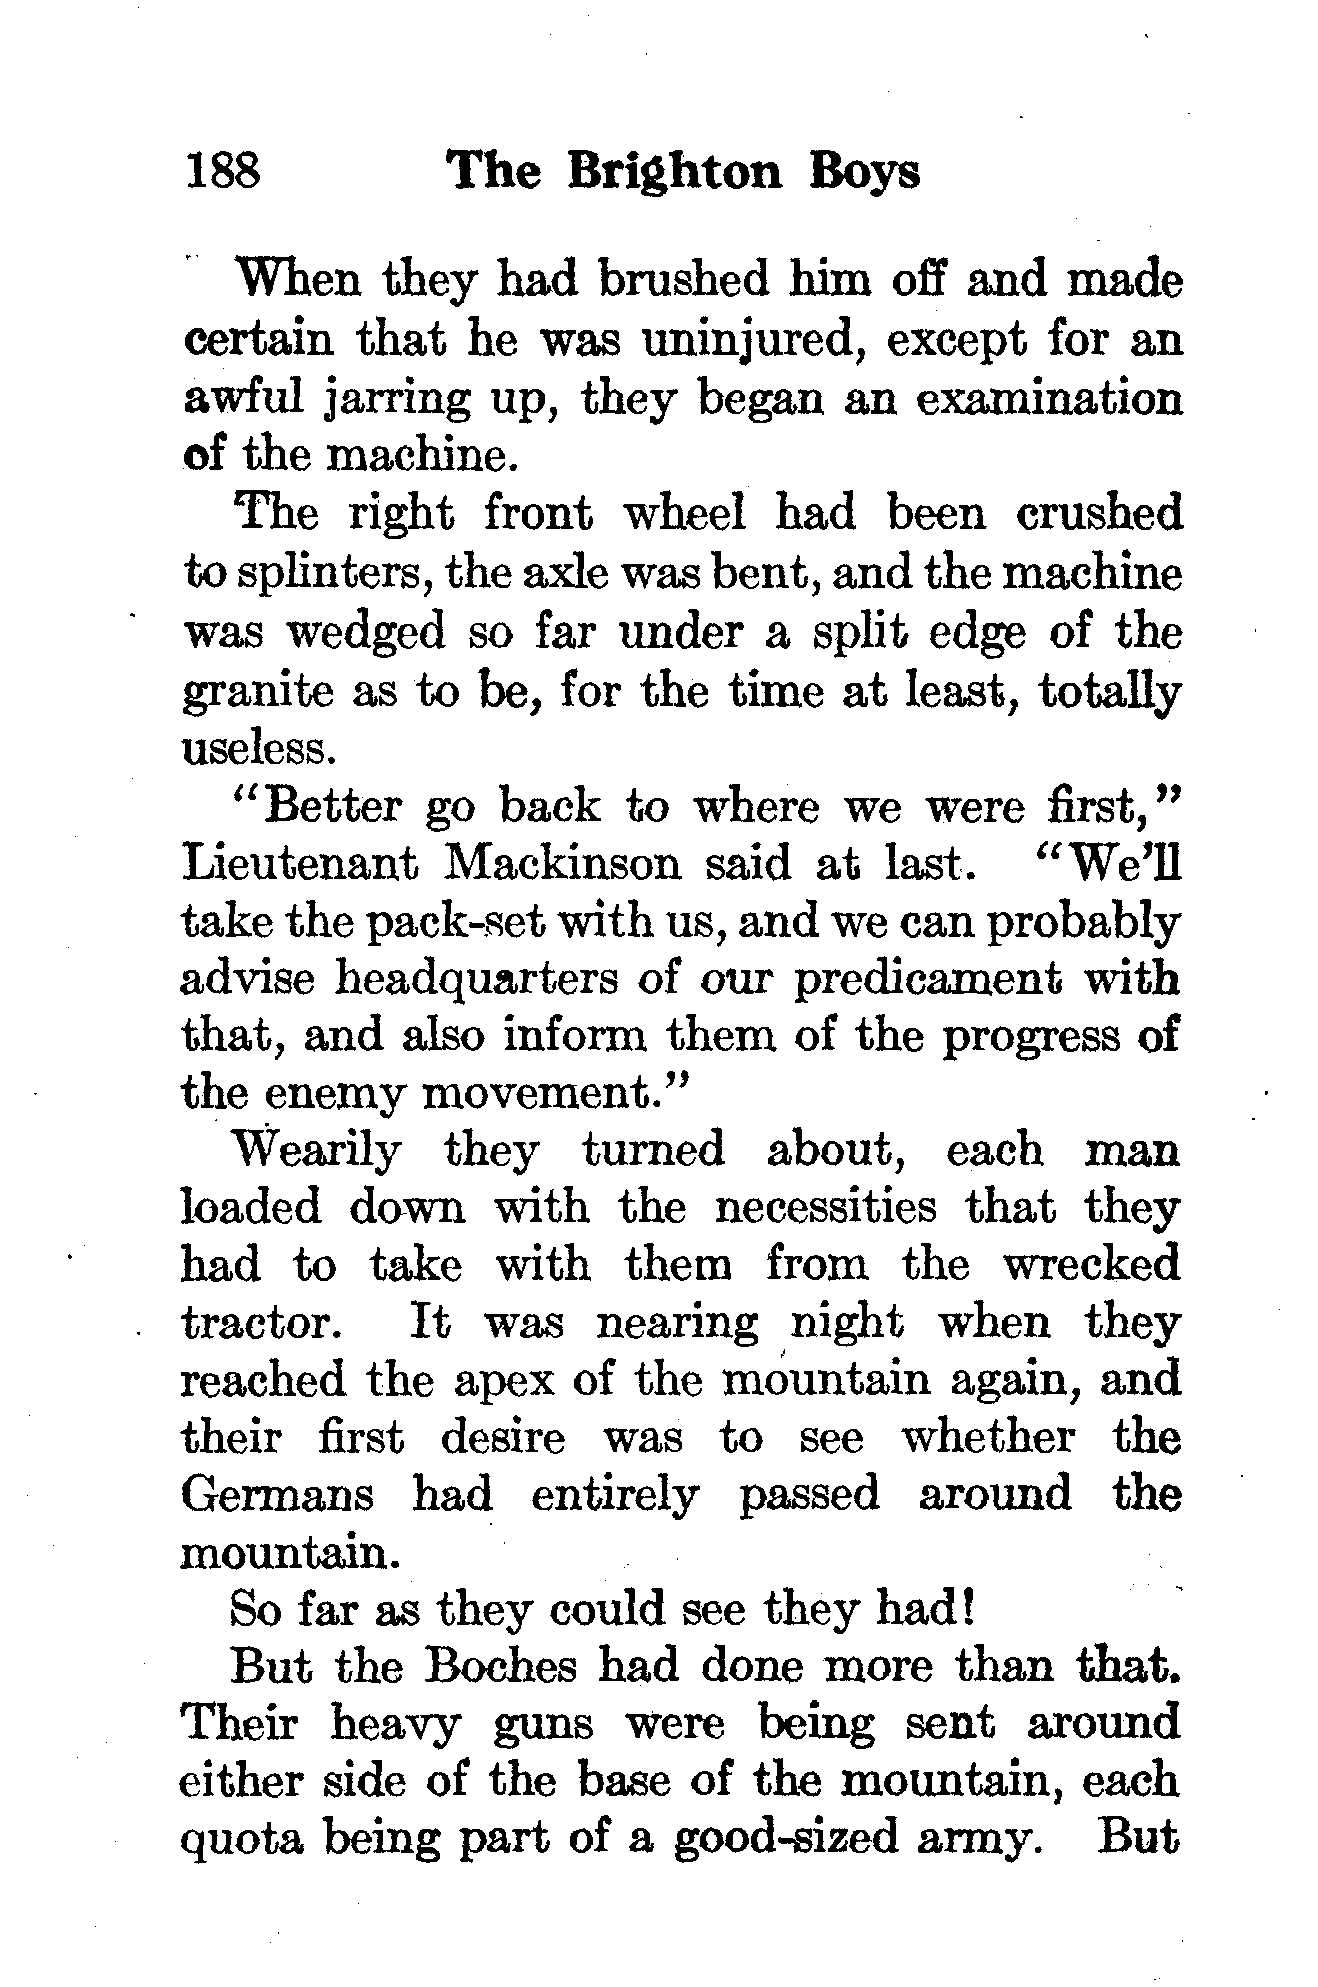 188 The Brighton Boys
When they had brushed him off and made
certain that he was uninjured, except for an
awful jarring up, they began an examination
of the machine.
The right front wheel had been crushed
to splinters, the axle was bent, and the machine
was wedged so far under a split edge of the
granite as to be, for the time at least, totally
useless.
"Better go back to where we were first,"
Lieutenant Mackinson said at last. "We'll
take the pack-set with us, and we can probably
advise headquarters of our predicament with
that, and also inform them of the progress of
the enemy movement."
Wearily they turned about, each man
loaded down with the necessities that they
had to take with them from the wrecked
tractor. It was nearing night when they
reached the apex of the mountain again, and
their first desire was to see whether the
Germans had entirely passed around the
mountain.
So far as they could see they had!
But the Boches had done more than that.
Their heavy guns were being sent around
either side of the base of the mountain, each
quota being part of a good-sized army. But